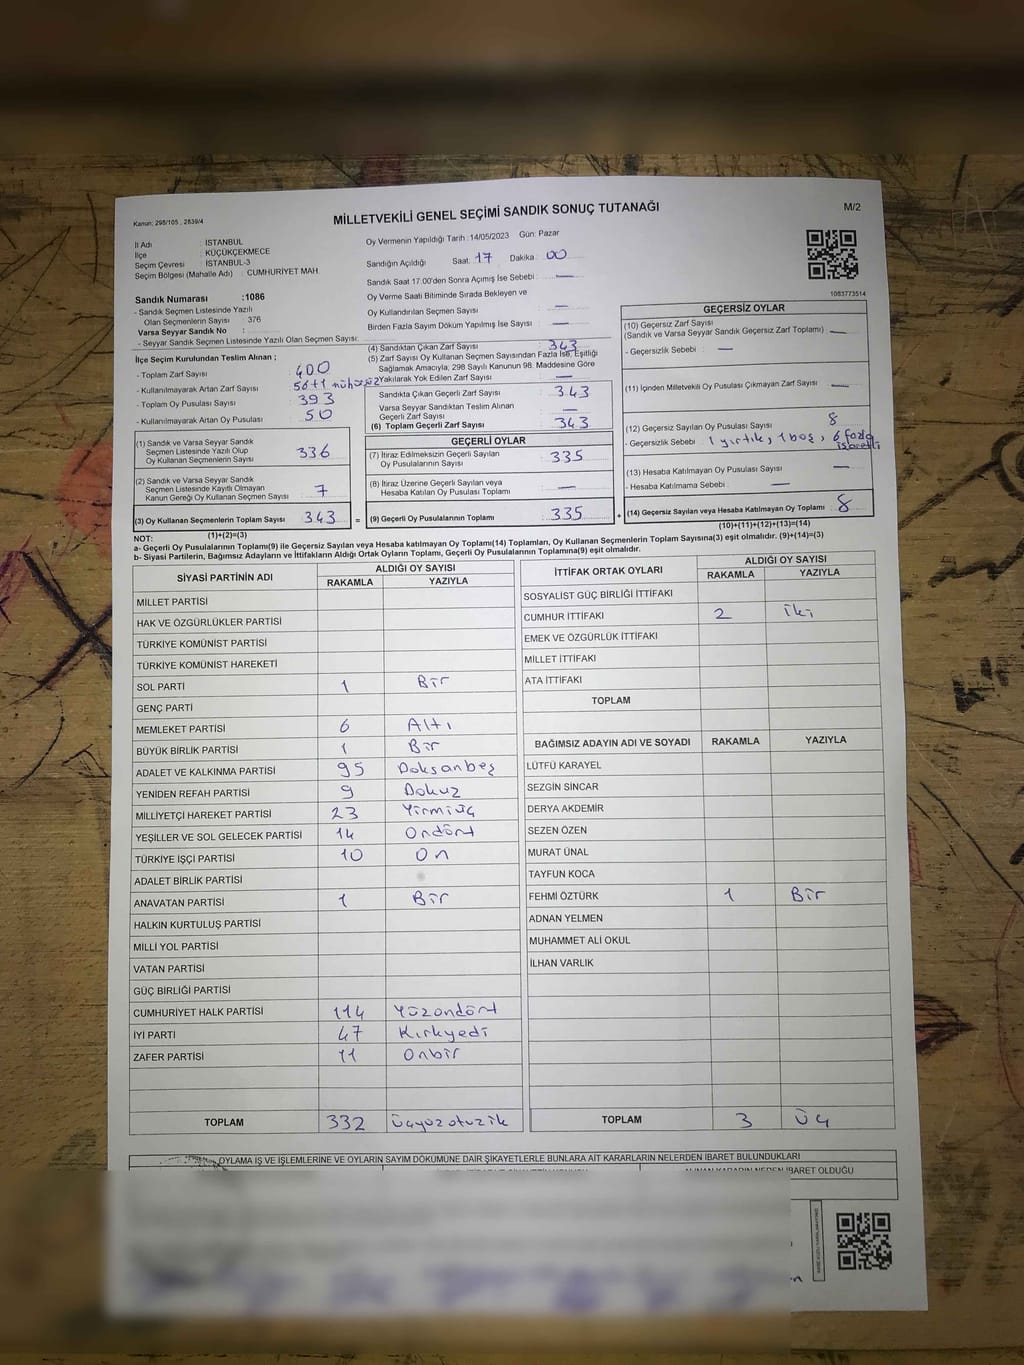 Kanun: 298/105 , 2839/4
MİLLETVEKİLİ GENEL SEÇİMİ SANDIK SONUÇ TUTANAĞI
M/2
İl Adı : İSTANBUL
İlçe : KÜÇÜKÇEKMECE
Seçim Çevresi : İSTANBUL-3
Seçim Bölgesi (Mahalle Adı) : CUMHURİYET MAH.
Oy Vermenin Yapıldığı Tarih : 14/05/2023 Gün: Pazar
Sandığın Açıldığı Saat: 17 Dakika: 00
Sandık Saat 17.00'den Sonra Açımış İse Sebebi : —
Oy Verme Saati Bitiminde Sırada Bekleyen ve
Oy Kullandırılan Seçmen Sayısı : —
Birden Fazla Sayım Döküm Yapılmış İse Sayısı : —
1083773514
Sandık Numarası :1086
- Sandık Seçmen Listesinde Yazılı
Olan Seçmenlerin Sayısı : 376
Varsa Seyyar Sandık No :
- Seyyar Sandık Seçmen Listesinde Yazılı Olan Seçmen Sayısı:
İlçe Seçim Kurulundan Teslim Alınan ;
- Toplam Zarf Sayısı : 400
- Kullanılmayarak Artan Zarf Sayısı : 56+1 mühürsüz
- Toplam Oy Pusulası Sayısı : 393
- Kullanılmayarak Artan Oy Pusulası : 50
(1) Sandık ve Varsa Seyyar Sandık
Seçmen Listesinde Yazılı Olup
Oy Kullanan Seçmenlerin Sayısı 336
(2) Sandık ve Varsa Seyyar Sandık
Seçmen Listesinde Kayıtlı Olmayan
Kanun Gereği Oy Kullanan Seçmen Sayısı 7
(3) Oy Kullanan Seçmenlerin Toplam Sayısı 343
(1)+(2)=(3)
(4) Sandıktan Çıkan Zarf Sayısı : 343
(5) Zarf Sayısı Oy Kullanan Seçmen Sayısından Fazla İse, Eşitliği
Sağlamak Amacıyla; 298 Sayılı Kanunun 98. Maddesine Göre
Yakılarak Yok Edilen Zarf Sayısı : —
Sandıkta Çıkan Geçerli Zarf Sayısı : 343
Varsa Seyyar Sandıktan Teslim Alınan
Geçerli Zarf Sayısı : —
(6) Toplam Geçerli Zarf Sayısı : 343
GEÇERLİ OYLAR
(7) İtiraz Edilmeksizin Geçerli Sayılan
Oy Pusulalarının Sayısı : 335
(8) İtiraz Üzerine Geçerli Sayılan veya
Hesaba Katılan Oy Pusulası Toplamı : —
= (9) Geçerli Oy Pusulalarının Toplamı : 335
GEÇERSİZ OYLAR
(10) Geçersiz Zarf Sayısı
(Sandık ve Varsa Seyyar Sandık Geçersiz Zarf Toplamı) : —
- Geçersizlik Sebebi : —
(11) İçinden Milletvekili Oy Pusulası Çıkmayan Zarf Sayısı : —
(12) Geçersiz Sayılan Oy Pusulası Sayısı : 8
- Geçersizlik Sebebi : 1 yırtık, 1 boş, 6 fazla
işaretli
(13) Hesaba Katılmayan Oy Pusulası Sayısı : —
- Hesaba Katılmama Sebebi : —
+ (14) Geçersiz Sayılan veya Hesaba Katılmayan Oy Toplamı : 8
(10)+(11)+(12)+(13)=(14)
NOT:
a- Geçerli Oy Pusulalarının Toplamı(9) ile Geçersiz Sayılan veya Hesaba katılmayan Oy Toplamı(14) Toplamları, Oy Kullanan Seçmenlerin Toplam Sayısına(3) eşit olmalıdır. (9)+(14)=(3)
b- Siyasi Partilerin, Bağımsız Adayların ve İttifakların Aldığı Ortak Oyların Toplamı, Geçerli Oy Pusulalarının Toplamına(9) eşit olmalıdır.
SİYASİ PARTİNİN ADI ALDIĞI OY SAYISI
RAKAMLA YAZIYLA
MİLLET PARTİSİ
HAK VE ÖZGÜRLÜKLER PARTİSİ
TÜRKİYE KOMÜNİST PARTİSİ
TÜRKİYE KOMÜNİST HAREKETİ
SOL PARTİ 1 Bir
GENÇ PARTİ
MEMLEKET PARTİSİ 6 Altı
BÜYÜK BİRLİK PARTİSİ 1 Bir
ADALET VE KALKINMA PARTİSİ 95 Doksanbeş
YENİDEN REFAH PARTİSİ 9 Dokuz
MİLLİYETÇİ HAREKET PARTİSİ 23 Yirmiüç
YEŞİLLER VE SOL GELECEK PARTİSİ 14 Ondört
TÜRKİYE İŞÇİ PARTİSİ 10 On
ADALET BİRLİK PARTİSİ
ANAVATAN PARTİSİ 1 Bir
HALKIN KURTULUŞ PARTİSİ
MİLLİ YOL PARTİSİ
VATAN PARTİSİ
GÜÇ BİRLİĞİ PARTİSİ
CUMHURİYET HALK PARTİSİ 114 Yüzondört
İYİ PARTİ 47 Kırkyedi
ZAFER PARTİSİ 11 Onbir
TOPLAM 332 üçyüzotuzik
İTTİFAK ORTAK OYLARI ALDIĞI OY SAYISI
RAKAMLA YAZIYLA
SOSYALİST GÜÇ BİRLİĞİ İTTİFAKI
CUMHUR İTTİFAKI 2 iki
EMEK VE ÖZGÜRLÜK İTTİFAKI
MİLLET İTTİFAKI
ATA İTTİFAKI
TOPLAM
BAĞIMSIZ ADAYIN ADI VE SOYADI RAKAMLA YAZIYLA
LÜTFÜ KARAYEL
SEZGİN SİNCAR
DERYA AKDEMİR
SEZEN ÖZEN
MURAT ÜNAL
TAYFUN KOCA
FEHMİ ÖZTÜRK 1 Bir
ADNAN YELMEN
MUHAMMET ALİ OKUL
İLHAN VARLIK
TOPLAM 3 üç
OYLAMA İŞ VE İŞLEMLERİNE VE OYLARIN SAYIM DÖKÜMÜNE DAİR ŞİKAYETLERLE BUNLARA AİT KARARLARIN NELERDEN İBARET BULUNDUKLARI
ALINAN KARARIN NEDEN İBARET OLDUĞU